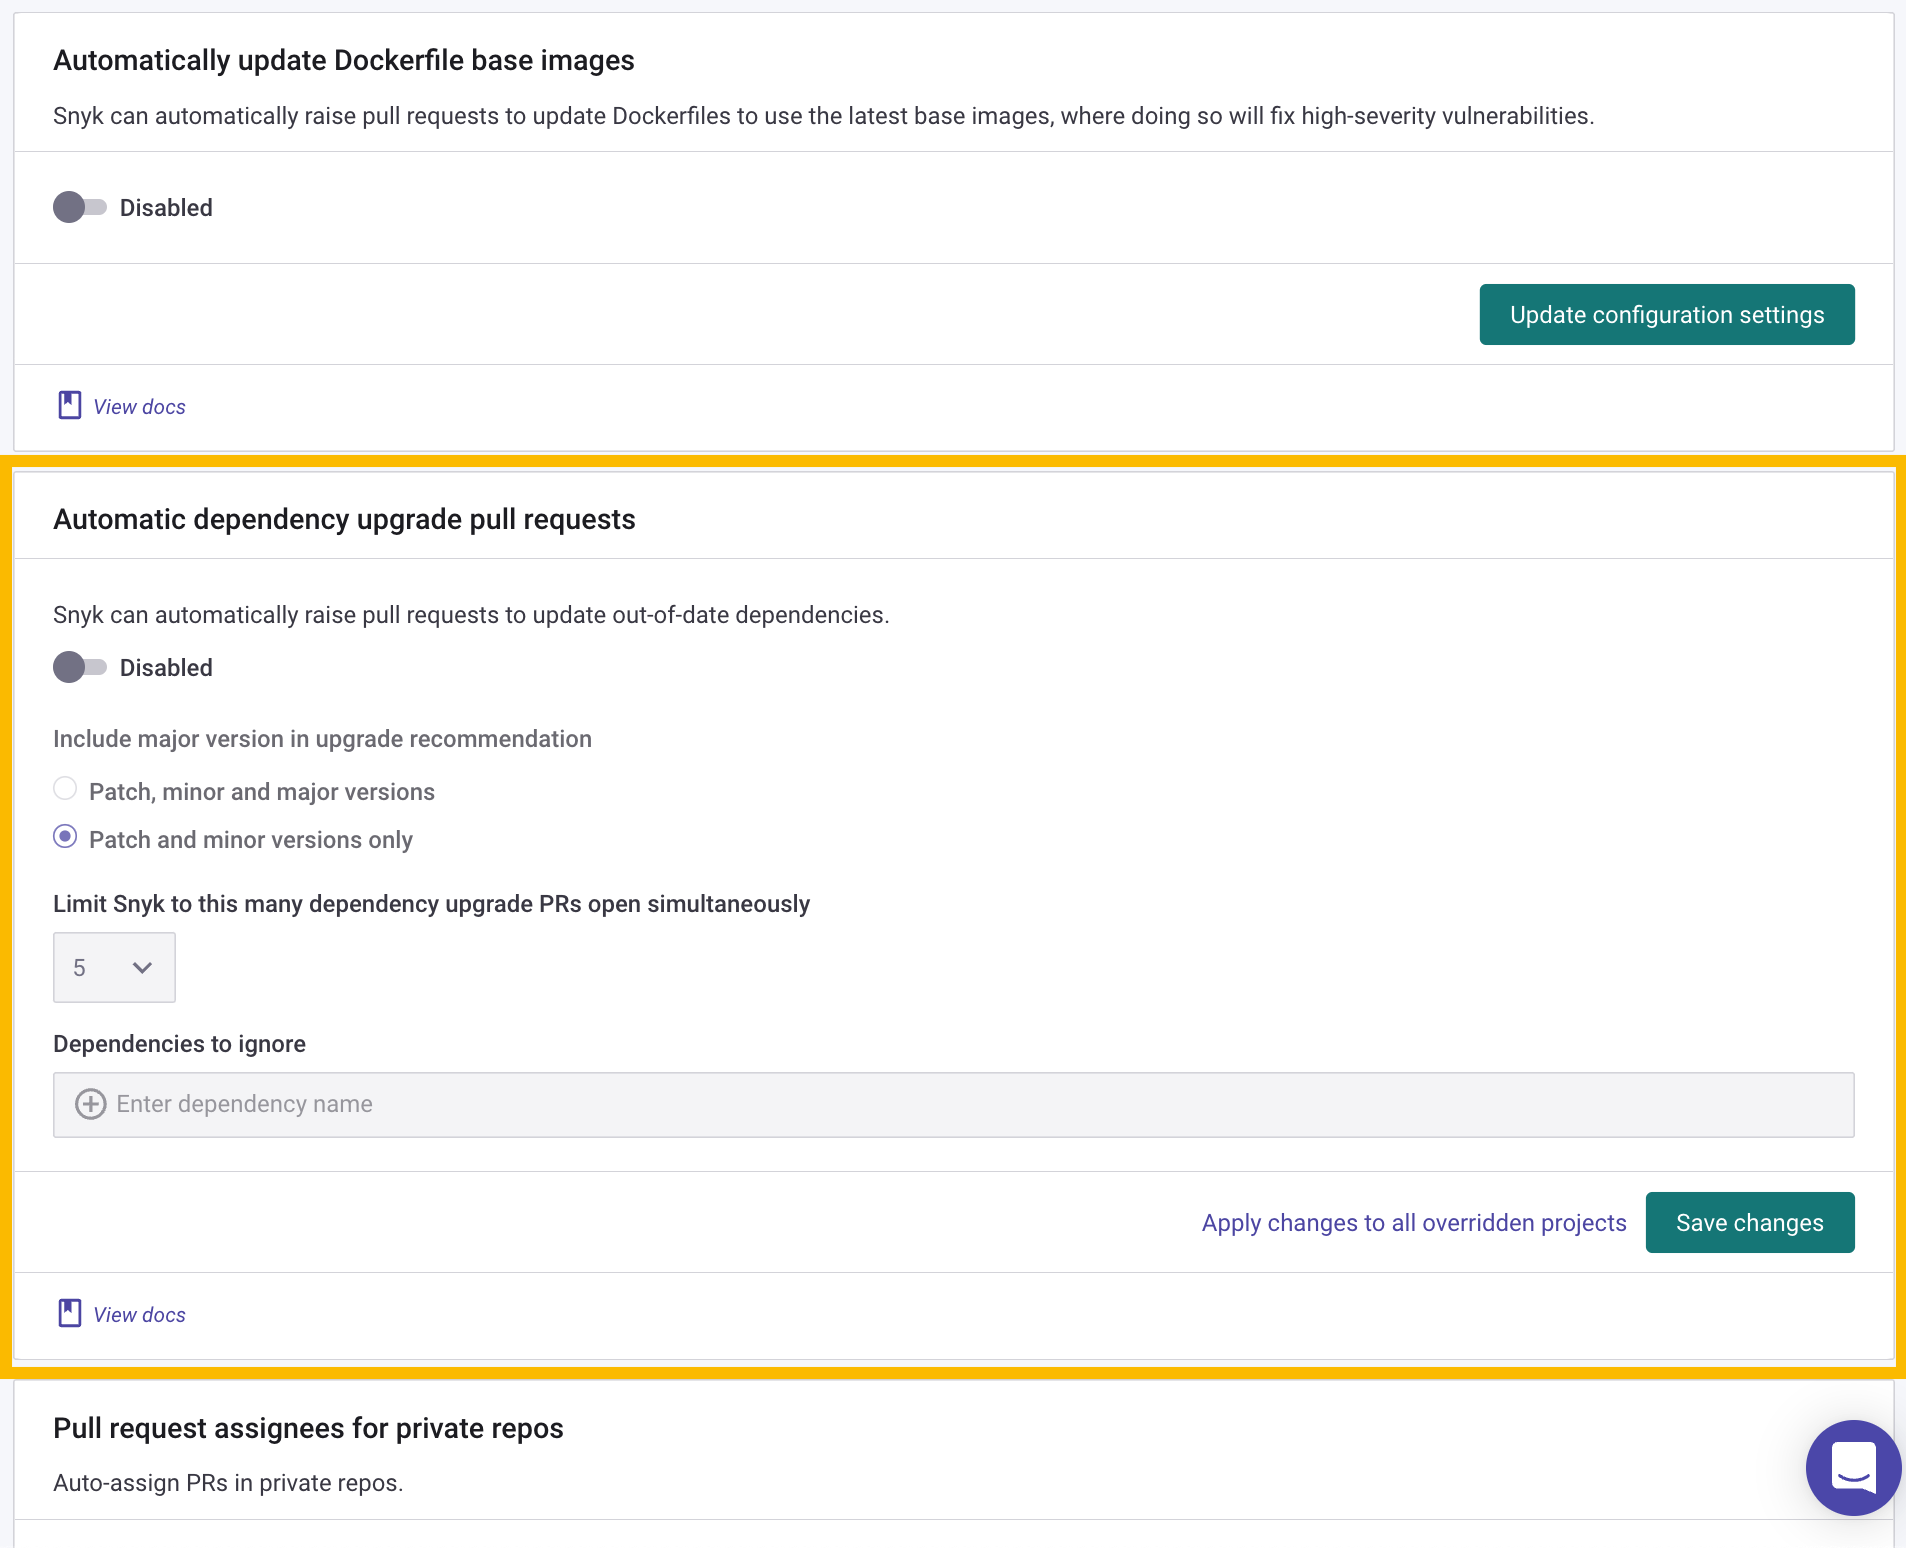 Automatically update Dockerfile base images
Snyk can automatically raise pull requests to update Dockerfiles to use the latest base images, where doing so will fix high-severity vulnerabilities.
Disabled
Update configuration settings
View docs
Automatic dependency upgrade pull requests
Snyk can automatically raise pull requests to update out-of-date dependencies.
Disabled
Include major version in upgrade recommendation
Patch, minor and major versions
Patch and minor versions only
Limit Snyk to this many dependency upgrade PRs open simultaneously
5
Dependencies to ignore
Enter dependency name
Apply changes to all overridden projects
Save changes
View docs
Pull request assignees for private repos
Auto-assign PRs in private repos.